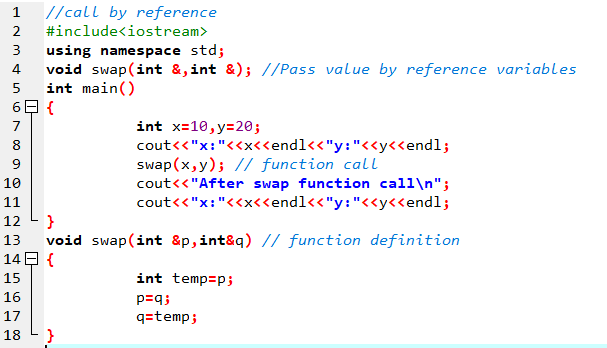 1 //call by reference
2 #include<iostream>
3 using namespace std;
4 void swap(int &,int &); //Pass value by reference variables
5 int main()
6 {
7 int x=10,y=20;
8 cout<<"x:"<<x<<endl<<"y:"<<y<<endl;
9 swap(x,y); // function call
10 cout<<"After swap function call\n";
11 cout<<"x:"<<x<<endl<<"y:"<<y<<endl;
12 }
13 void swap(int &p,int&q) // function definition
14 {
15 int temp=p;
16 p=q;
17 q=temp;
18 }